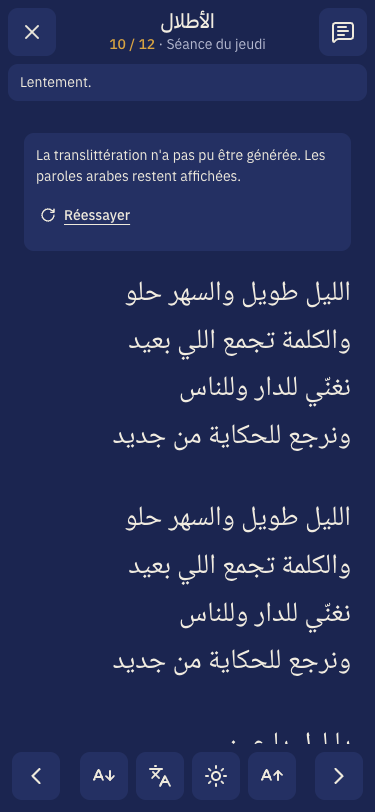 الأطلال
10 / 12 · Séance du jeudi
Lentement.
La translittération n'a pas pu être générée. Les
paroles arabes restent affichées.
Réessayer
الليل طويل والسهر حلو
والكلمة تجمع اللي بعيد
نغنّي للدار وللناس
ونرجع للحكاية من جديد
الليل طويل والسهر حلو
والكلمة تجمع اللي بعيد
نغنّي للدار وللناس
ونرجع للحكاية من جديد
A
A